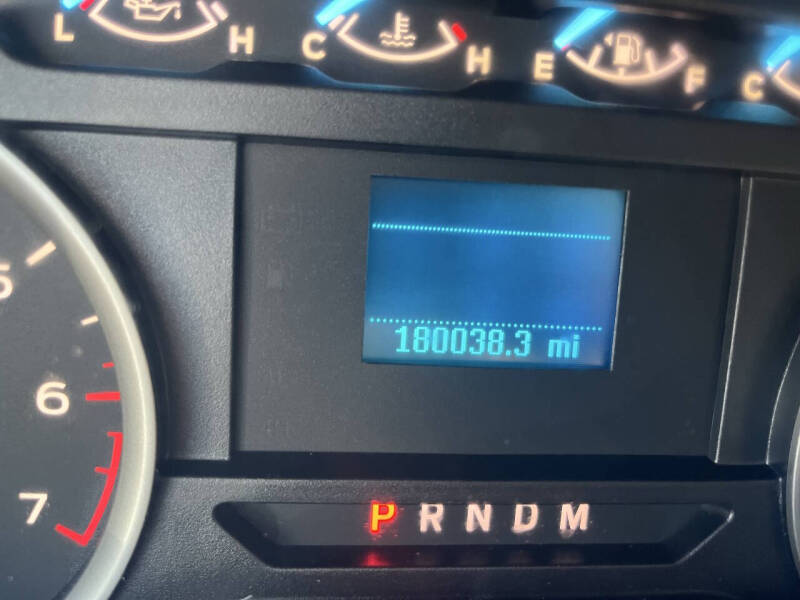 L H C H E F C
180038.3 mi
5
6
7
P R N D M